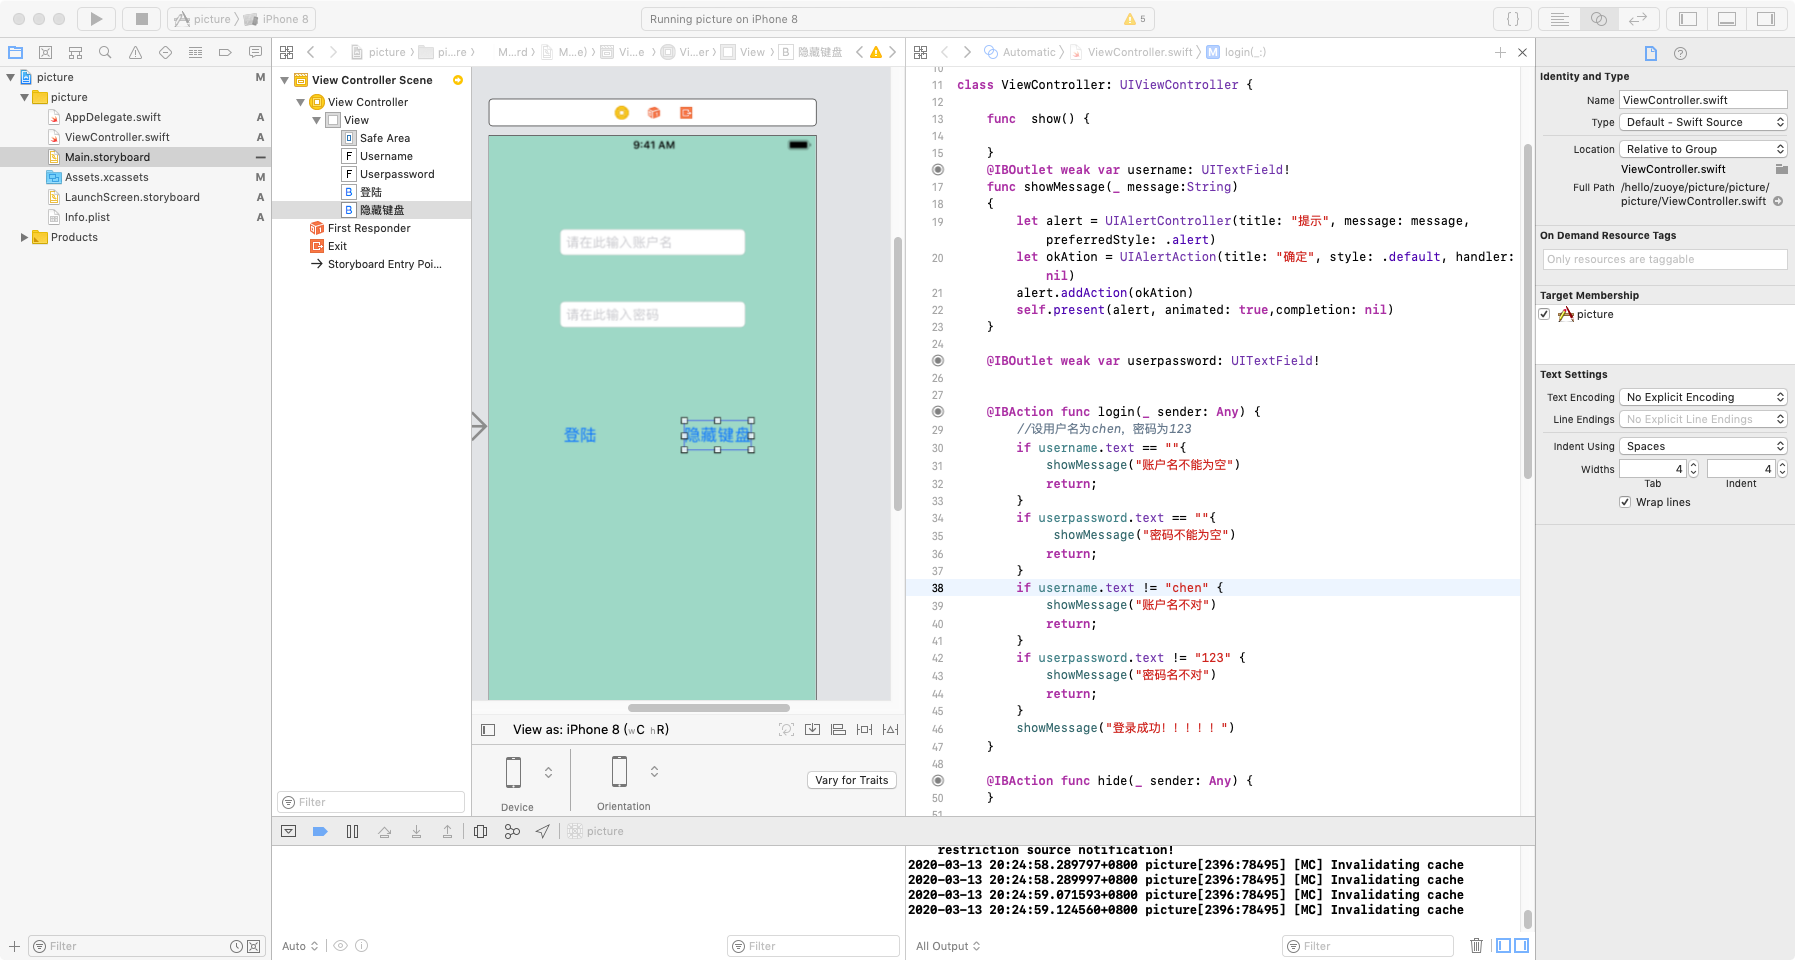 picture
iPhone 8
Running picture on iPhone 8
5
picture
M
picture
AppDelegate.swift
A
ViewController.swift
A
Main.storyboard
Assets.xcassets
M
LaunchScreen.storyboard
A
Info.plist
A
Products
Filter
picture
pi...re
M...rd
M...e)
Vi...e
Vi...er
View
B
隐藏键盘
View Controller Scene
View Controller
View
Safe Area
F Username
F Userpassword
B 登陆
B 隐藏键盘
First Responder
Exit
Storyboard Entry Poi...
Filter
9:41 AM
请在此输入账户名
请在此输入密码
登陆
隐藏键盘
View as: iPhone 8 (wC hR)
Device
Orientation
Vary for Traits
Automatic
ViewController.swift
M
login(_:)
10
11 class ViewController: UIViewController {
12
13 func show() {
14
15 }
@IBOutlet weak var username: UITextField!
17 func showMessage(_ message:String)
18 {
19 let alert = UIAlertController(title: "提示", message: message,
preferredStyle: .alert)
20 let okAtion = UIAlertAction(title: "确定", style: .default, handler:
nil)
21 alert.addAction(okAtion)
22 self.present(alert, animated: true,completion: nil)
23 }
24
@IBOutlet weak var userpassword: UITextField!
26
27
@IBAction func login(_ sender: Any) {
29 //设用户名为chen，密码为123
30 if username.text == ""{
31 showMessage("账户名不能为空")
32 return;
33 }
34 if userpassword.text == ""{
35 showMessage("密码不能为空")
36 return;
37 }
38 if username.text != "chen" {
39 showMessage("账户名不对")
40 return;
41 }
42 if userpassword.text != "123" {
43 showMessage("密码名不对")
44 return;
45 }
46 showMessage("登录成功！！！！！")
47 }
48
@IBAction func hide(_ sender: Any) {
50 }
51
picture
restriction source notification!
2020-03-13 20:24:58.289797+0800 picture[2396:78495] [MC] Invalidating cache
2020-03-13 20:24:58.289997+0800 picture[2396:78495] [MC] Invalidating cache
2020-03-13 20:24:59.071593+0800 picture[2396:78495] [MC] Invalidating cache
2020-03-13 20:24:59.124560+0800 picture[2396:78495] [MC] Invalidating cache
Auto
Filter
All Output
Filter
Identity and Type
Name ViewController.swift
Type Default - Swift Source
Location Relative to Group
ViewController.swift
Full Path /hello/zuoye/picture/picture/
picture/ViewController.swift
On Demand Resource Tags
Only resources are taggable
Target Membership
picture
Text Settings
Text Encoding No Explicit Encoding
Line Endings No Explicit Line Endings
Indent Using Spaces
Widths 4 4
Tab Indent
Wrap lines